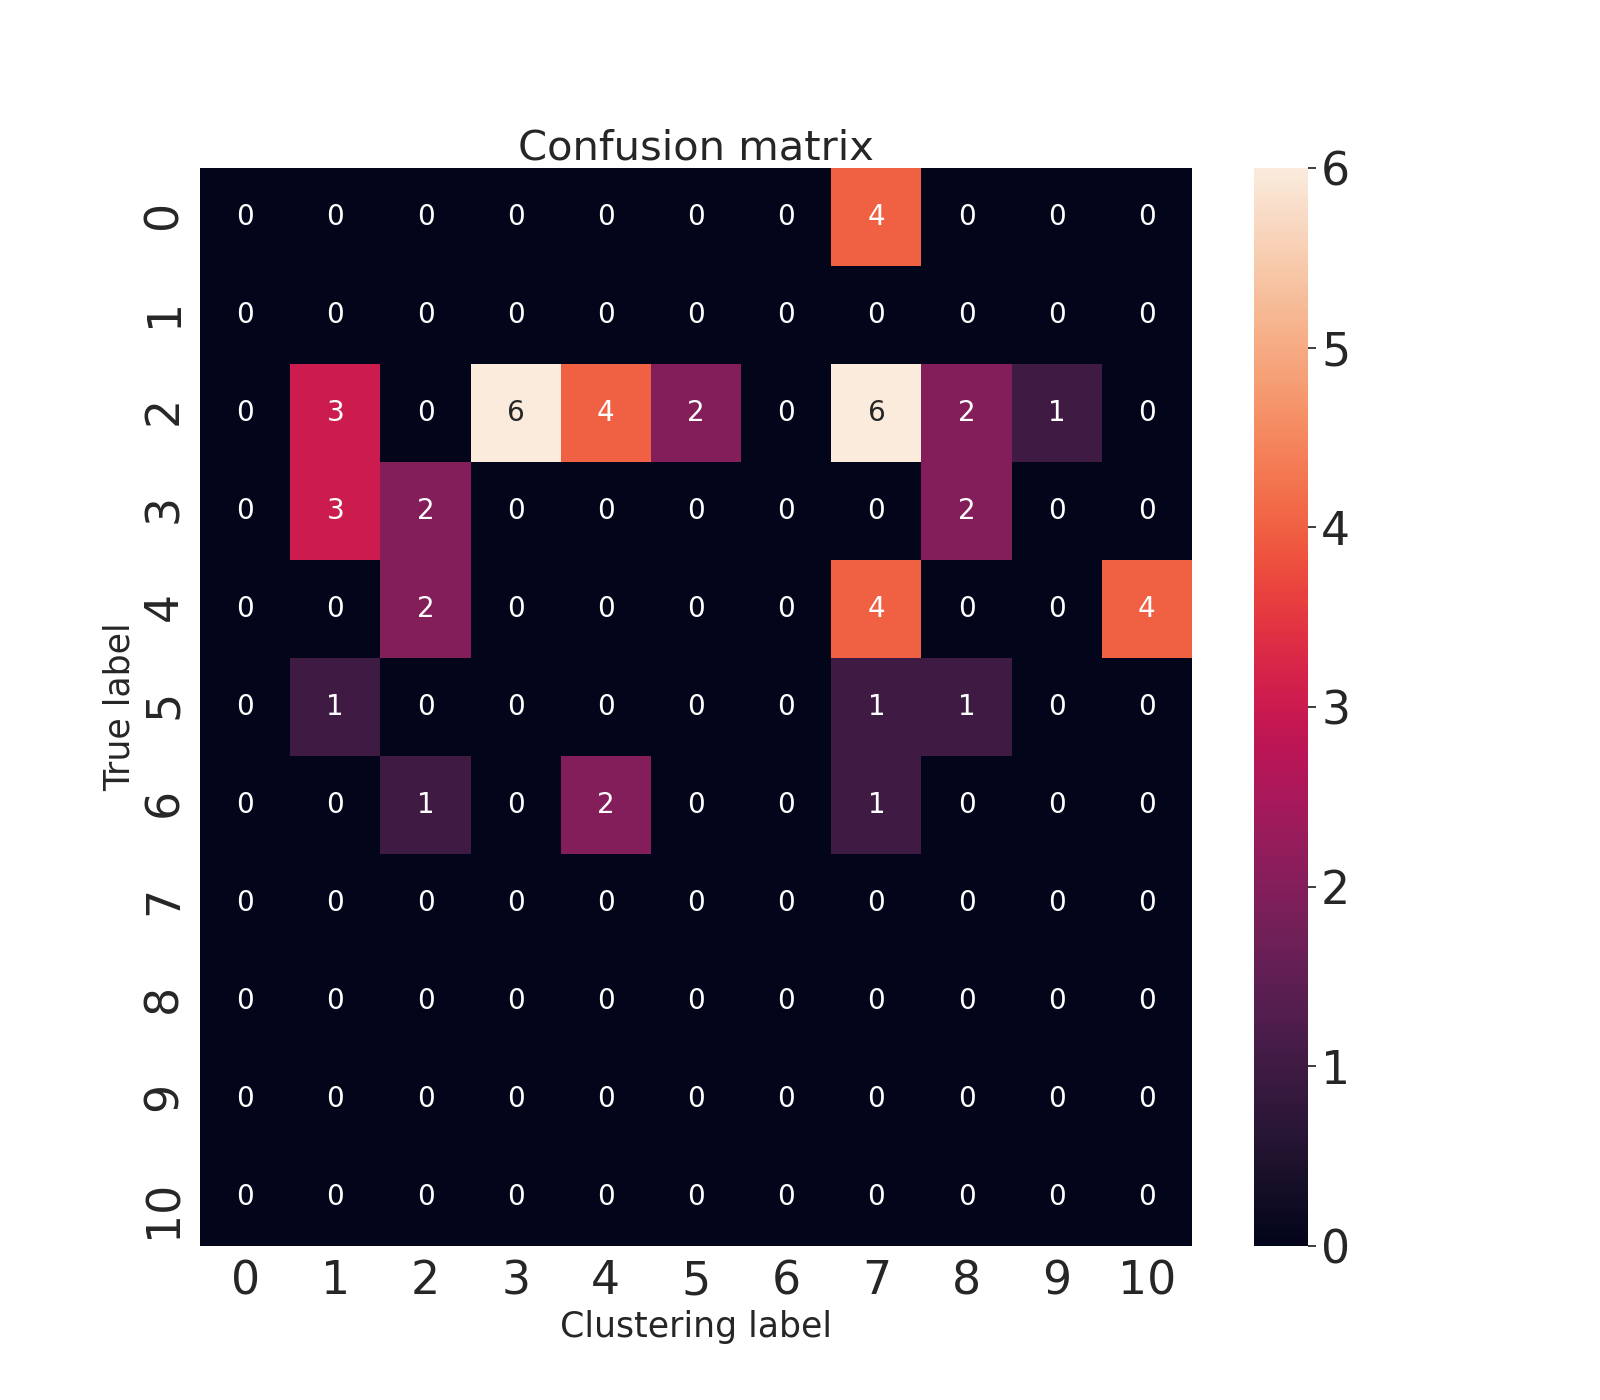 Confusion matrix
0 0 0 0 0 0 0 0 4 0 0 0
1 0 0 0 0 0 0 0 0 0 0 0
2 0 3 0 6 4 2 0 6 2 1 0
3 0 3 2 0 0 0 0 0 2 0 0
4 0 0 2 0 0 0 0 4 0 0 4
5 0 1 0 0 0 0 0 1 1 0 0
6 0 0 1 0 2 0 0 1 0 0 0
7 0 0 0 0 0 0 0 0 0 0 0
8 0 0 0 0 0 0 0 0 0 0 0
9 0 0 0 0 0 0 0 0 0 0 0
10 0 0 0 0 0 0 0 0 0 0 0
0 1 2 3 4 5 6 7 8 9 10
Clustering label
True label
6
5
4
3
2
1
0